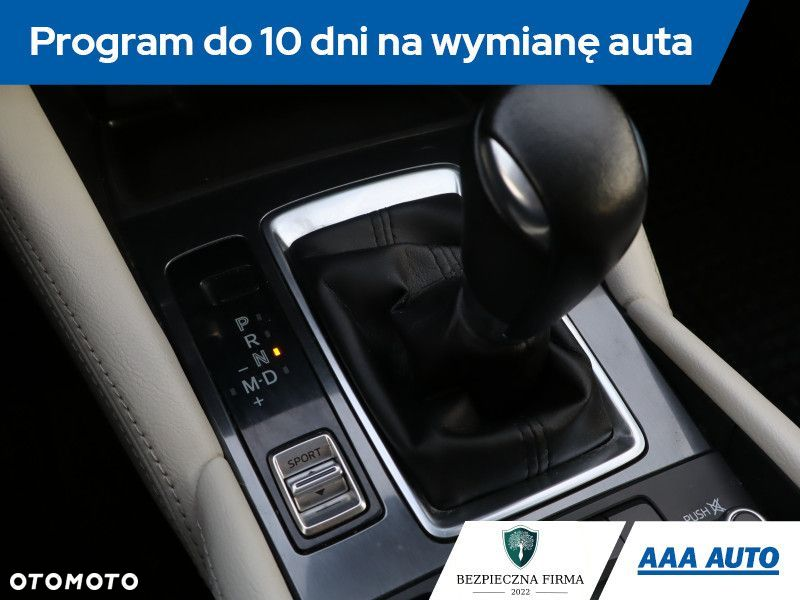 Program do 10 dni na wymianę auta
P
R
N
- M-D
+
SPORT
PUSH
BEZPIECZNA FIRMA
2022
AAA AUTO
OTOMOTO